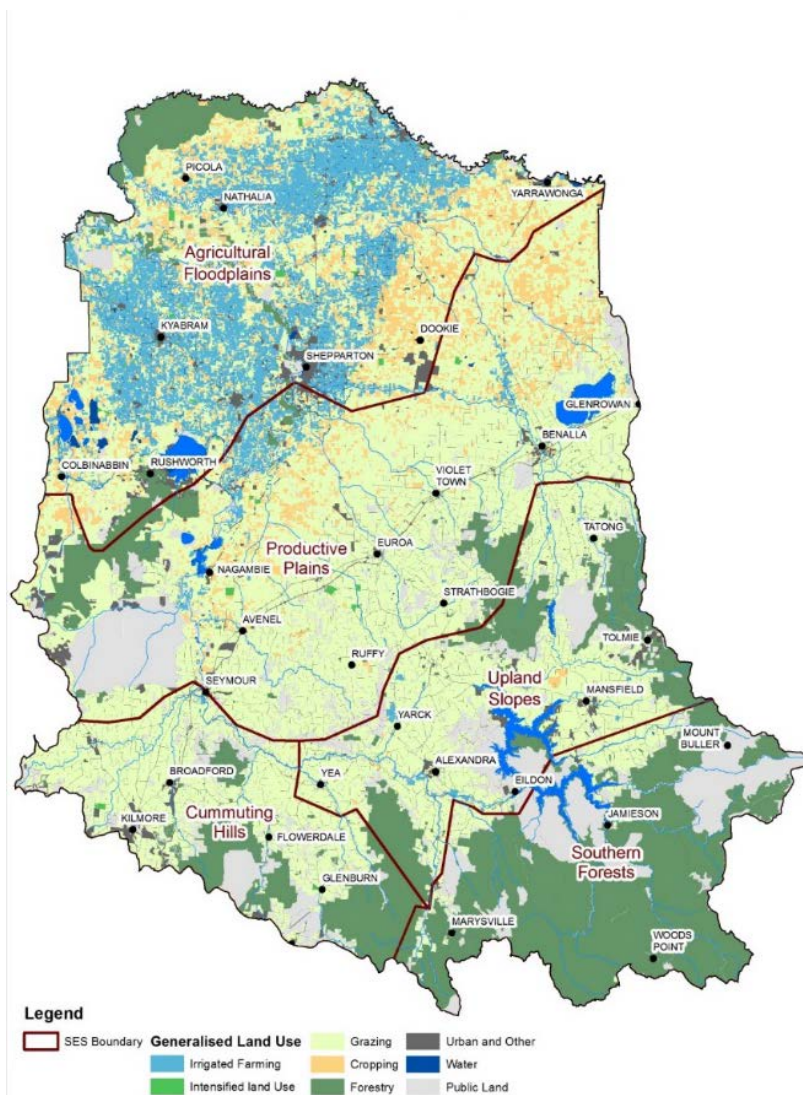 PICOLA
NATHALIA
YARRAWONGA
Agricultural
Floodplains
KYABRAM
DOOKIE
SHEPPARTON
GLENROWAN
BENALLA
COLBINABBIN
RUSHWORTH
VIOLET
TOWN
TATONG
Productive
Plains
EUROA
NAGAMBIE
STRATHBOGIE
AVENEL
TOLMIE
RUFFY
Upland
Slopes
SEYMOUR
MANSFIELD
YARCK
MOUNT
BULLER
ALEXANDRA
BROADFORD
YEA
EILDON
KILMORE
Cummuting
Hills
JAMIESON
FLOWERDALE
Southern
Forests
GLENBURN
MARYSVILLE
WOODS
POINT
Legend
SES Boundary
Generalised Land Use
Irrigated Farming
Intensified land Use
Grazing
Cropping
Forestry
Urban and Other
Water
Public Land